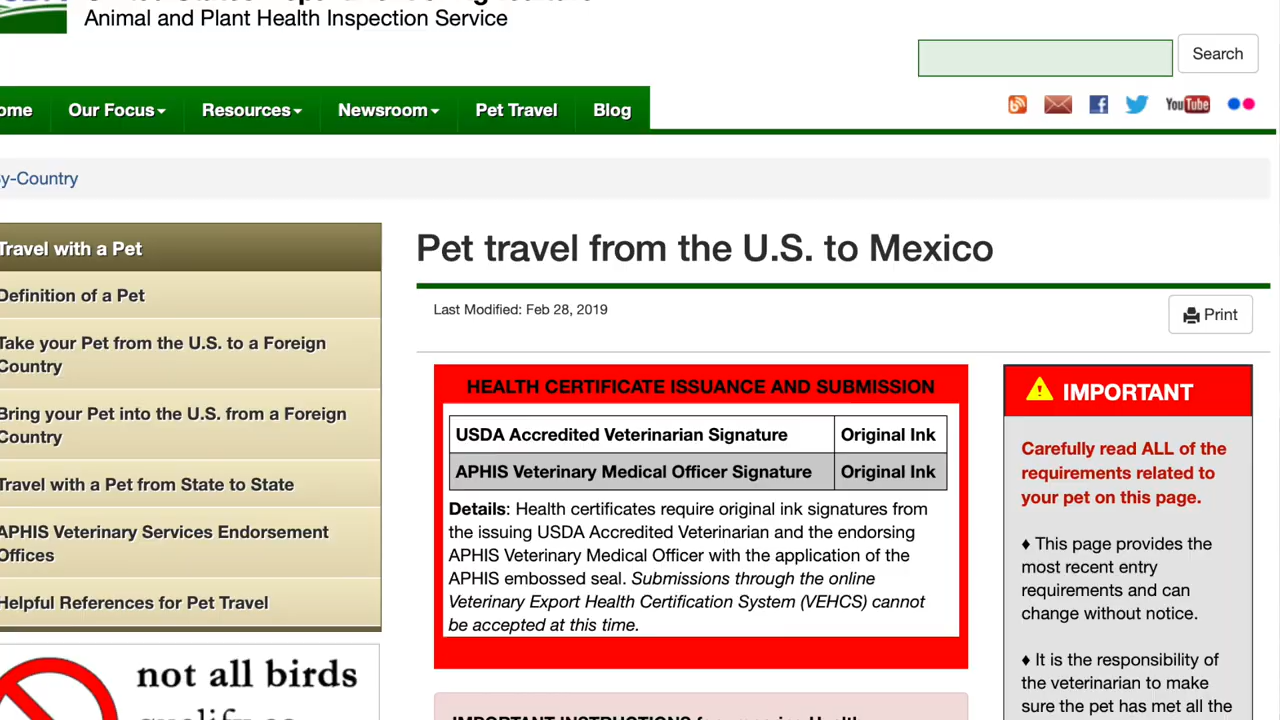 Animal and Plant Health Inspection Service
Search
ome Our Focus Resources Newsroom Pet Travel Blog
You Tube
y-Country
Travel with a Pet
Definition of a Pet
Take your Pet from the U.S. to a Foreign
Country
Bring your Pet into the U.S. from a Foreign
Country
Travel with a Pet from State to State
APHIS Veterinary Services Endorsement
Offices
Helpful References for Pet Travel
not all birds
Pet travel from the U.S. to Mexico
Last Modified: Feb 28, 2019
Print
HEALTH CERTIFICATE ISSUANCE AND SUBMISSION
USDA Accredited Veterinarian Signature Original Ink
APHIS Veterinary Medical Officer Signature Original Ink
Details: Health certificates require original ink signatures from
the issuing USDA Accredited Veterinarian and the endorsing
APHIS Veterinary Medical Officer with the application of the
APHIS embossed seal. Submissions through the online
Veterinary Export Health Certification System (VEHCS) cannot
be accepted at this time.
IMPORTANT
Carefully read ALL of the
requirements related to
your pet on this page.
♦ This page provides the
most recent entry
requirements and can
change without notice.
♦ It is the responsibility of
the veterinarian to make
sure the pet has met all the